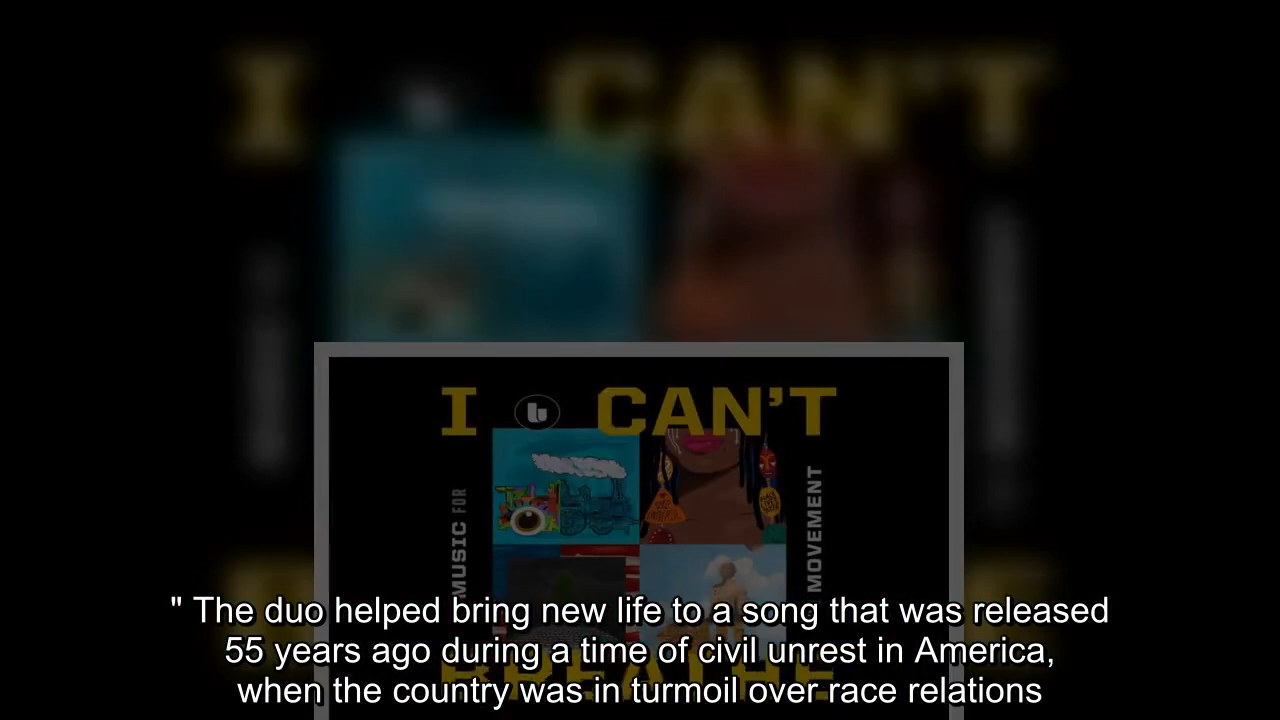 I CAN'T
MUSIC FOR
MOVEMENT
BREATHE
" The duo helped bring new life to a song that was released
55 years ago during a time of civil unrest in America,
when the country was in turmoil over race relations